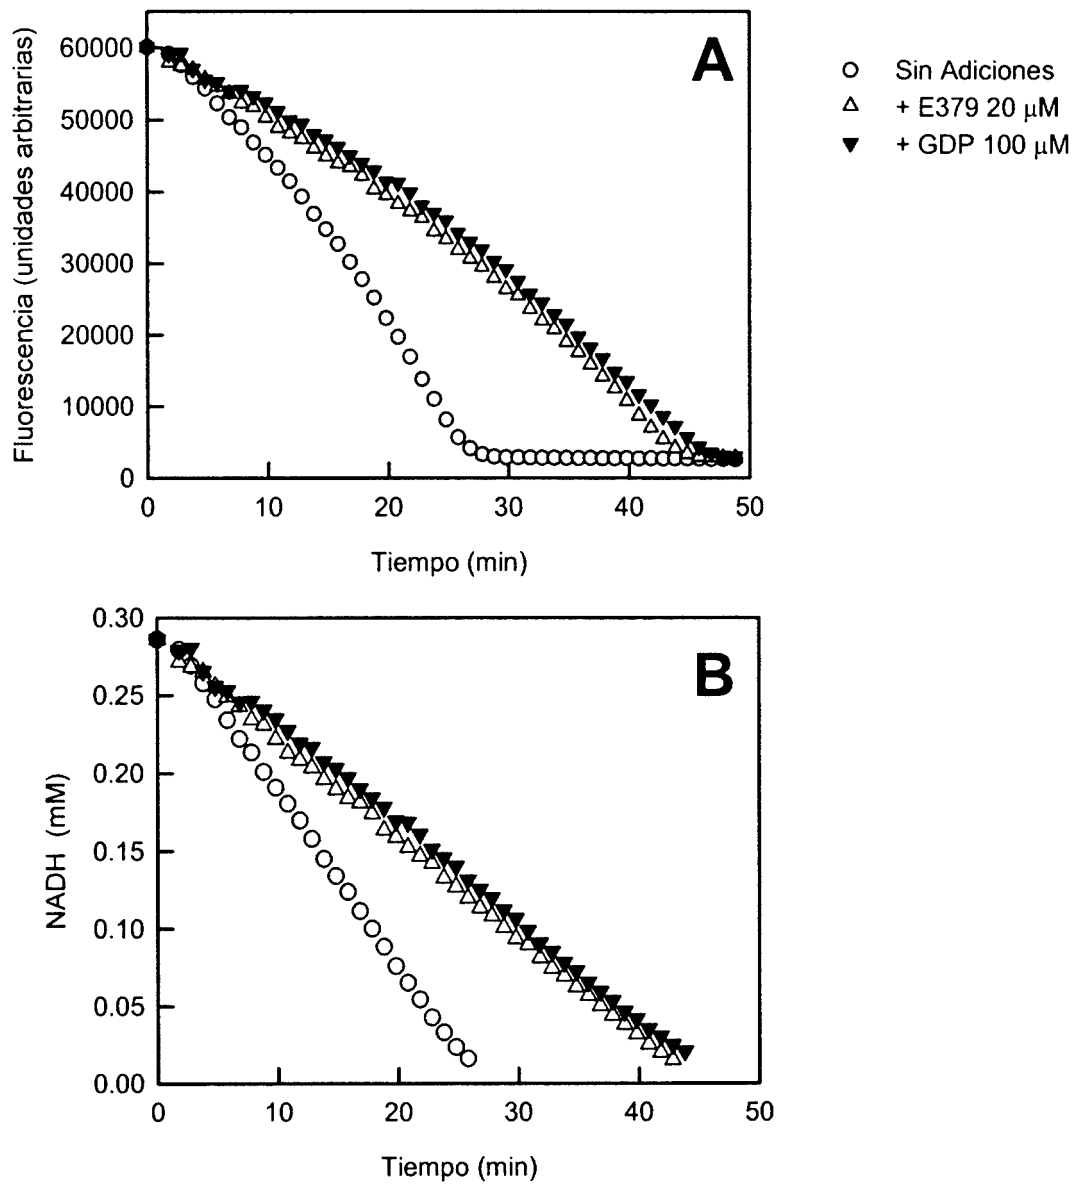 A
60000
50000
40000
30000
20000
10000
0
Fluorescencia (unidades arbitrarias)
0 10 20 30 40 50
Tiempo (min)
Sin Adiciones
+ E379 20 µM
+ GDP 100 µM
B
0.30
0.25
0.20
0.15
0.10
0.05
0.00
NADH (mM)
0 10 20 30 40 50
Tiempo (min)